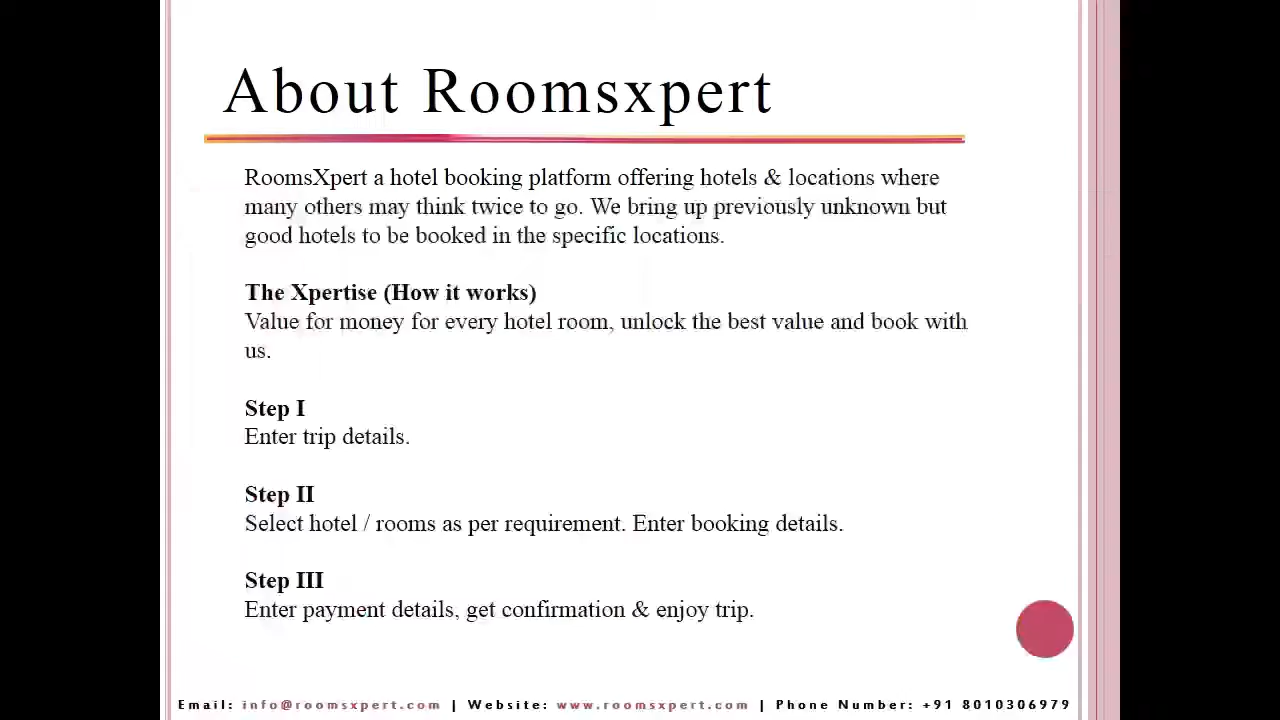 About Roomsxpert
RoomsXpert a hotel booking platform offering hotels & locations where
many others may think twice to go. We bring up previously unknown but
good hotels to be booked in the specific locations.
The Xpertise (How it works)
Value for money for every hotel room, unlock the best value and book with
us.
Step I
Enter trip details.
Step II
Select hotel / rooms as per requirement. Enter booking details.
Step III
Enter payment details, get confirmation & enjoy trip.
Email: info@roomsxpert.com | Website: www.roomsxpert.com | Phone Number: +91 8010306979